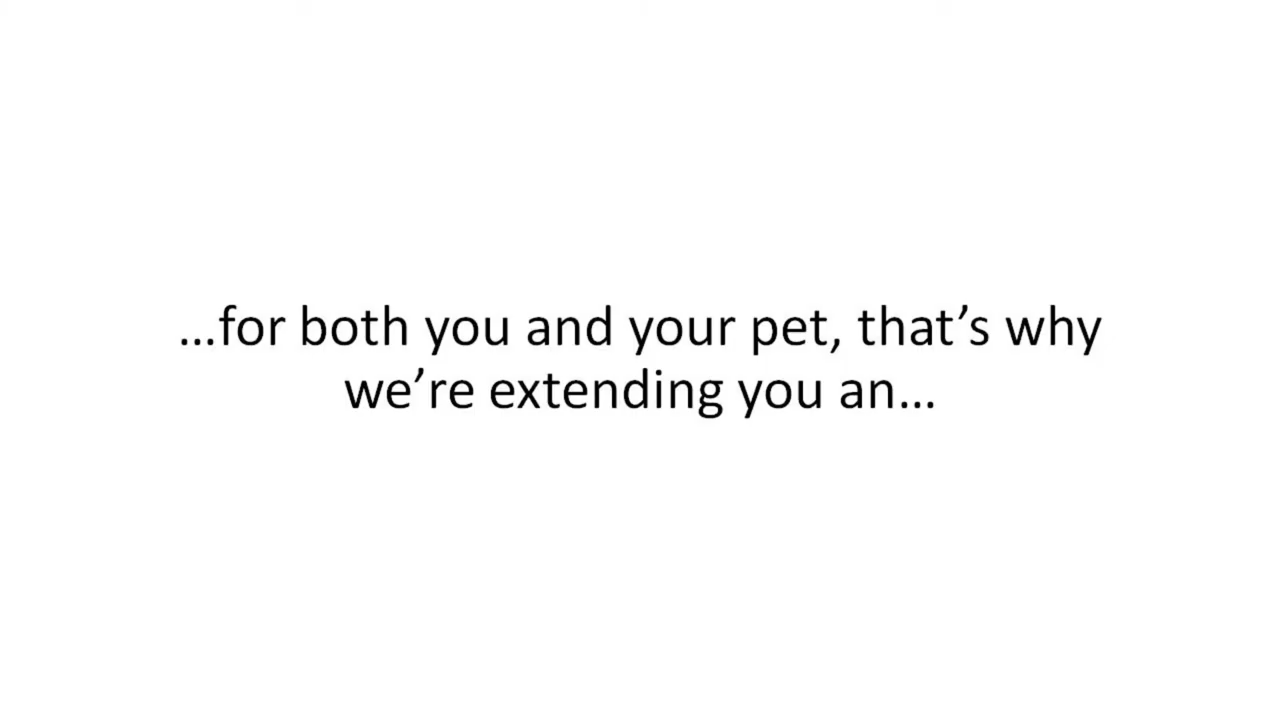 …for both you and your pet, that’s why
we’re extending you an…